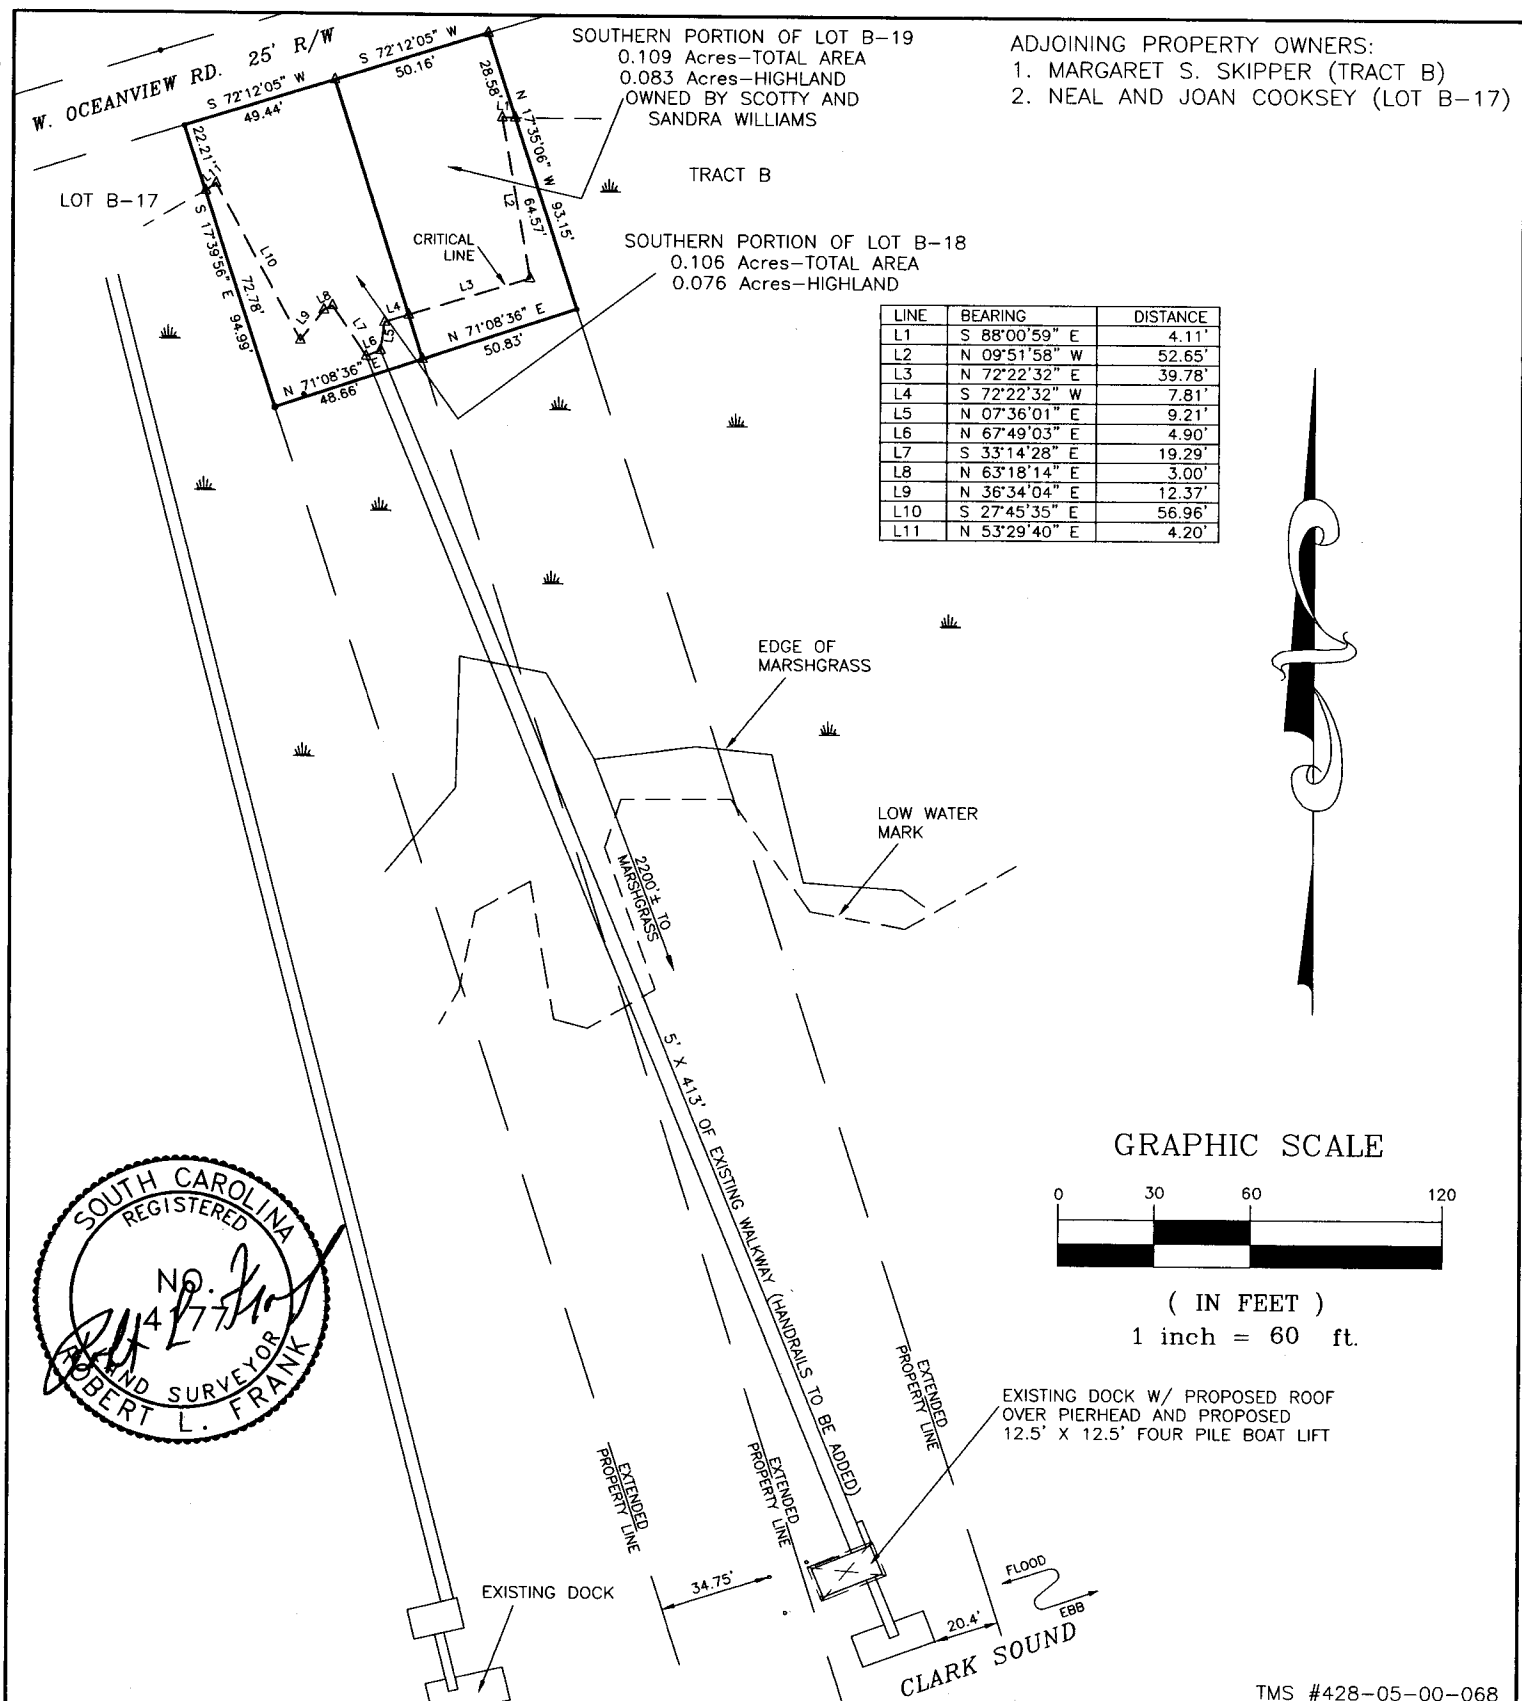 W. OCEANVIEW RD. 25' R/W
S 72°12'05" W
49.44'
S 72°12'05" W
50.16'
SOUTHERN PORTION OF LOT B-19
0.109 Acres-TOTAL AREA
0.083 Acres-HIGHLAND
OWNED BY SCOTTY AND
SANDRA WILLIAMS
ADJOINING PROPERTY OWNERS:
1. MARGARET S. SKIPPER (TRACT B)
2. NEAL AND JOAN COOKSEY (LOT B-17)
28.58'
L1
N 17°35'06" W 93.15'
L2
64.57'
22.21'
LOT B-17
TRACT B
S 17°39'56" E 94.99'
72.78'
L10
CRITICAL
LINE
L3
L4
L5
L6
L7
L8
L9
SOUTHERN PORTION OF LOT B-18
0.106 Acres-TOTAL AREA
0.076 Acres-HIGHLAND
N 71°08'36" E
50.83'
N 71°08'36" E
48.66'
LINE BEARING DISTANCE
L1 S 88°00'59" E 4.11'
L2 N 09°51'58" W 52.65'
L3 N 72°22'32" E 39.78'
L4 S 72°22'32" W 7.81'
L5 N 07°36'01" E 9.21'
L6 N 67°49'03" E 4.90'
L7 S 33°14'28" E 19.29'
L8 N 63°18'14" E 3.00'
L9 N 36°34'04" E 12.37'
L10 S 27°45'35" E 56.96'
L11 N 53°29'40" E 4.20'
EDGE OF
MARSHGRASS
LOW WATER
MARK
2200'± TO
MARSHGRASS
5' X 413' OF EXISTING WALKWAY (HANDRAILS TO BE ADDED)
GRAPHIC SCALE
0 30 60 120
( IN FEET )
1 inch = 60 ft.
SOUTH CAROLINA
REGISTERED
NO.
4177
LAND SURVEYOR
ROBERT L. FRANK
EXTENDED
PROPERTY LINE
EXTENDED
PROPERTY LINE
EXTENDED
PROPERTY LINE
EXISTING DOCK W/ PROPOSED ROOF
OVER PIERHEAD AND PROPOSED
12.5' X 12.5' FOUR PILE BOAT LIFT
EXISTING DOCK
34.75'
20.4'
FLOOD
EBB
CLARK SOUND
TMS #428-05-00-068